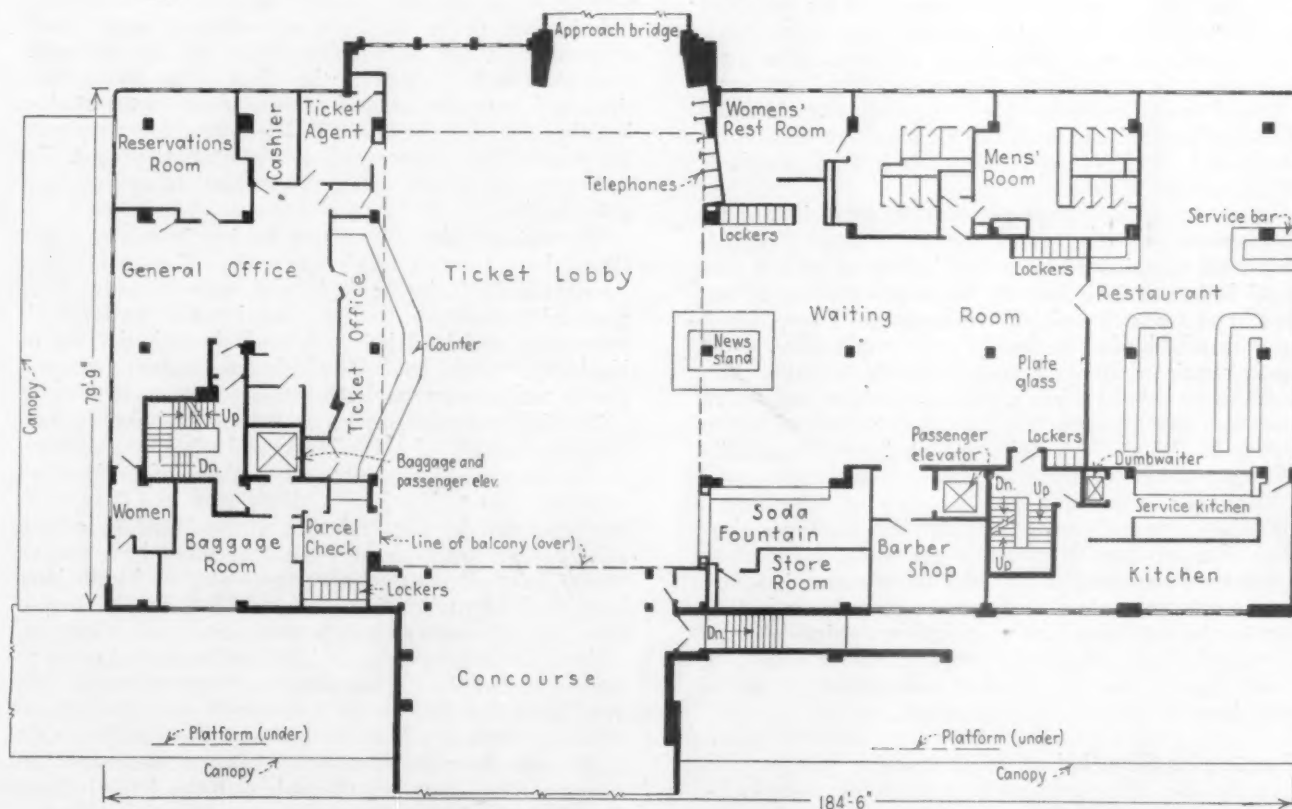 Approach bridge
Reservations
Room
Cashier
Ticket
Agent
Womens'
Rest Room
Mens'
Room
Telephones
Lockers
Service bar
Lockers
General Office
Ticket Lobby
Restaurant
Waiting Room
Ticket Office
Counter
News
stand
Plate
glass
Canopy
79'-9"
Up
Dn.
Baggage and
passenger elev.
Passenger
elevator
Lockers
Dumbwaiter
Dn.
Up
Up
Service kitchen
Women
Baggage
Room
Parcel
Check
Line of balcony (over)
Soda
Fountain
Store
Room
Barber
Shop
Kitchen
Lockers
Dn.
Concourse
Platform (under)
Canopy
Platform (under)
Canopy
184'-6"